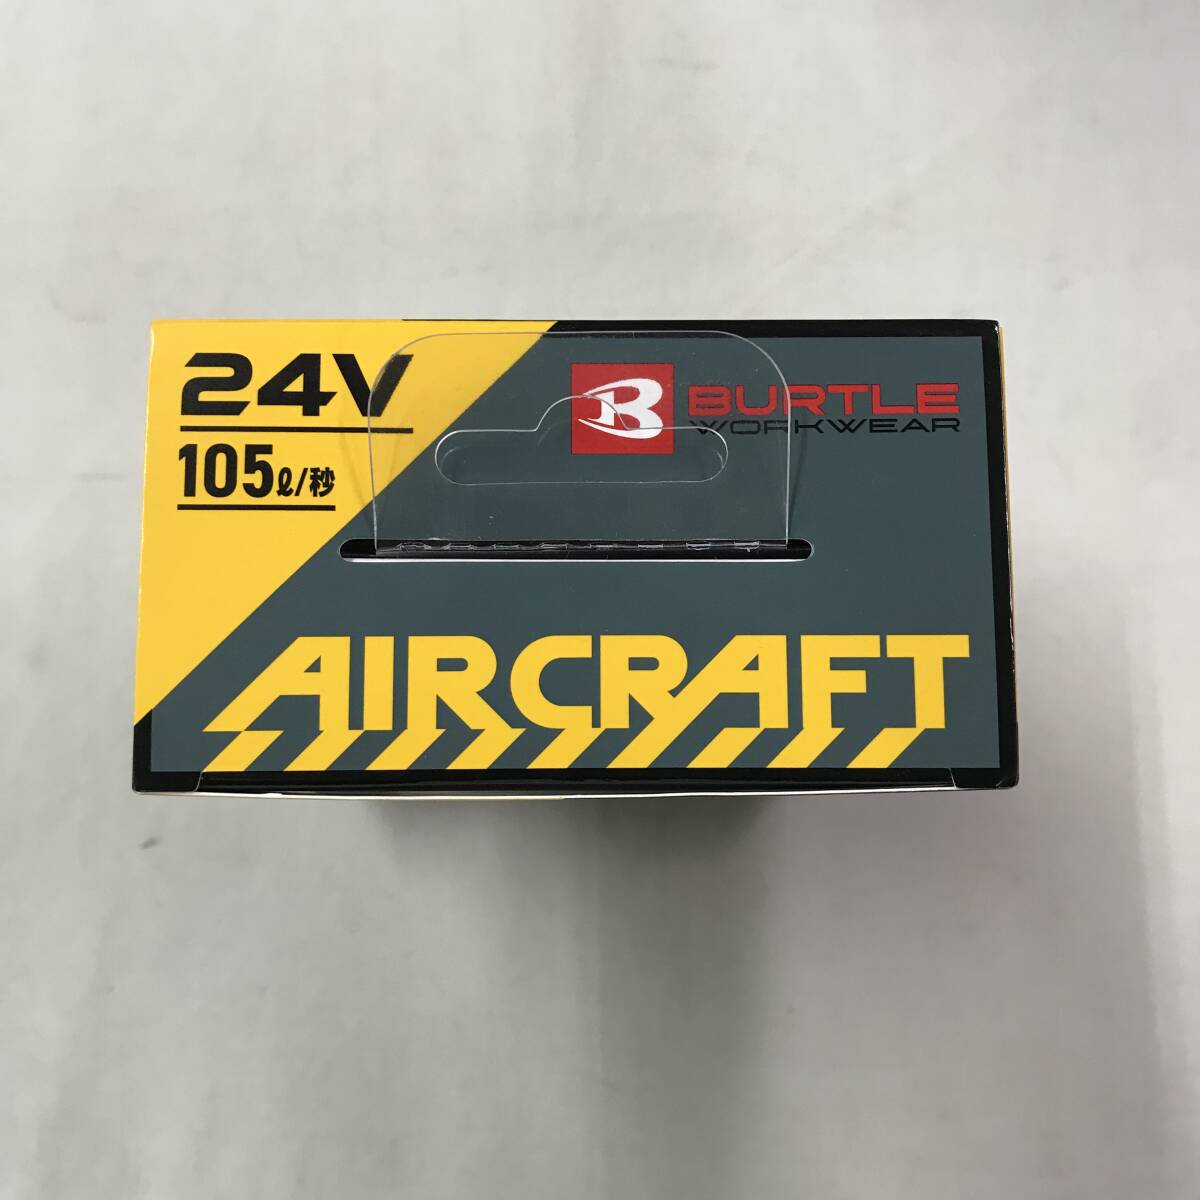 24V
105ℓ/秒
B BURTLE
WORKWEAR
AIRCRAFT